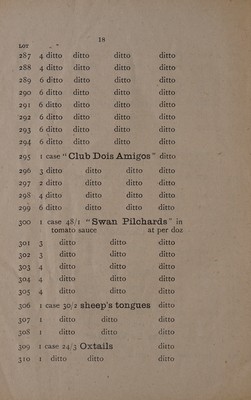 18
LOT
287 4 ditto ditto ditto ditto
288 4 ditto ditto ditto ditto
289 6 ditto ditto ditto ditto
290 6 ditto ditto ditto ditto
291 6 ditto ditto ditto ditto
292 6 ditto ditto ditto ditto
293 6 ditto ditto ditto ditto
294 6 ditto ditto ditto ditto
295 1 case "Club Dois Amigos" ditto
296 3 ditto ditto ditto ditto
297 2 ditto ditto ditto ditto
298 4 ditto ditto ditto ditto
299 6 ditto ditto ditto ditto
300 1 case 48/1 "Swan Pilchards" in
tomato sauce at per doz
301 3 ditto ditto ditto
302 3 ditto ditto ditto
303 4 ditto ditto ditto
304 4 ditto ditto ditto
305 4 ditto ditto ditto
306 1 case 30/2 sheep's tongues ditto
307 1 ditto ditto ditto
308 1 ditto ditto ditto
309 1 case 24/3 Oxtails ditto
310 1 ditto ditto ditto